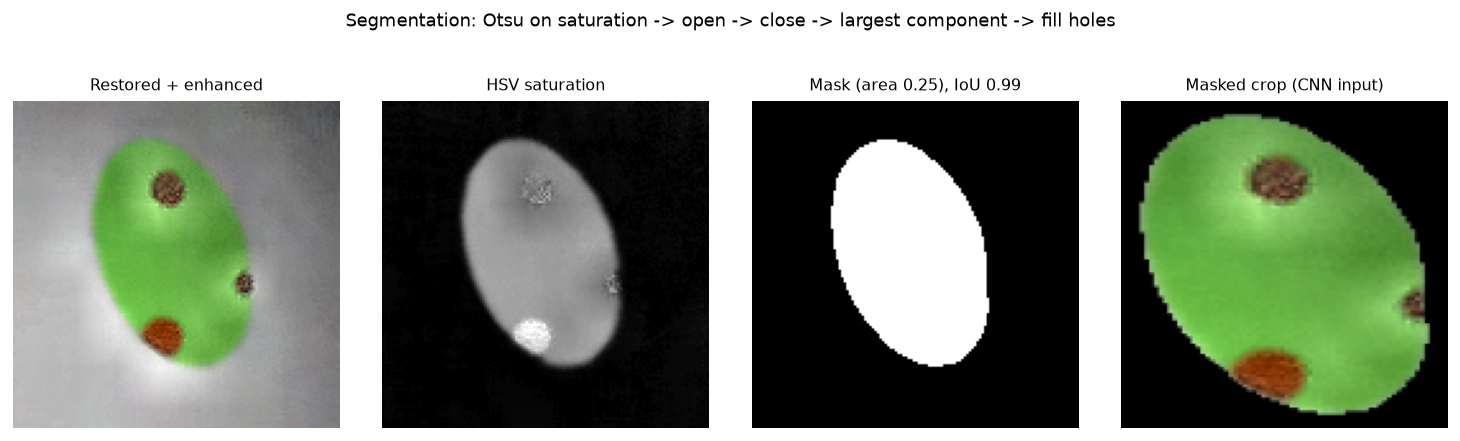 Segmentation: Otsu on saturation -> open -> close -> largest component -> fill holes
Restored + enhanced
HSV saturation
Mask (area 0.25), IoU 0.99
Masked crop (CNN input)